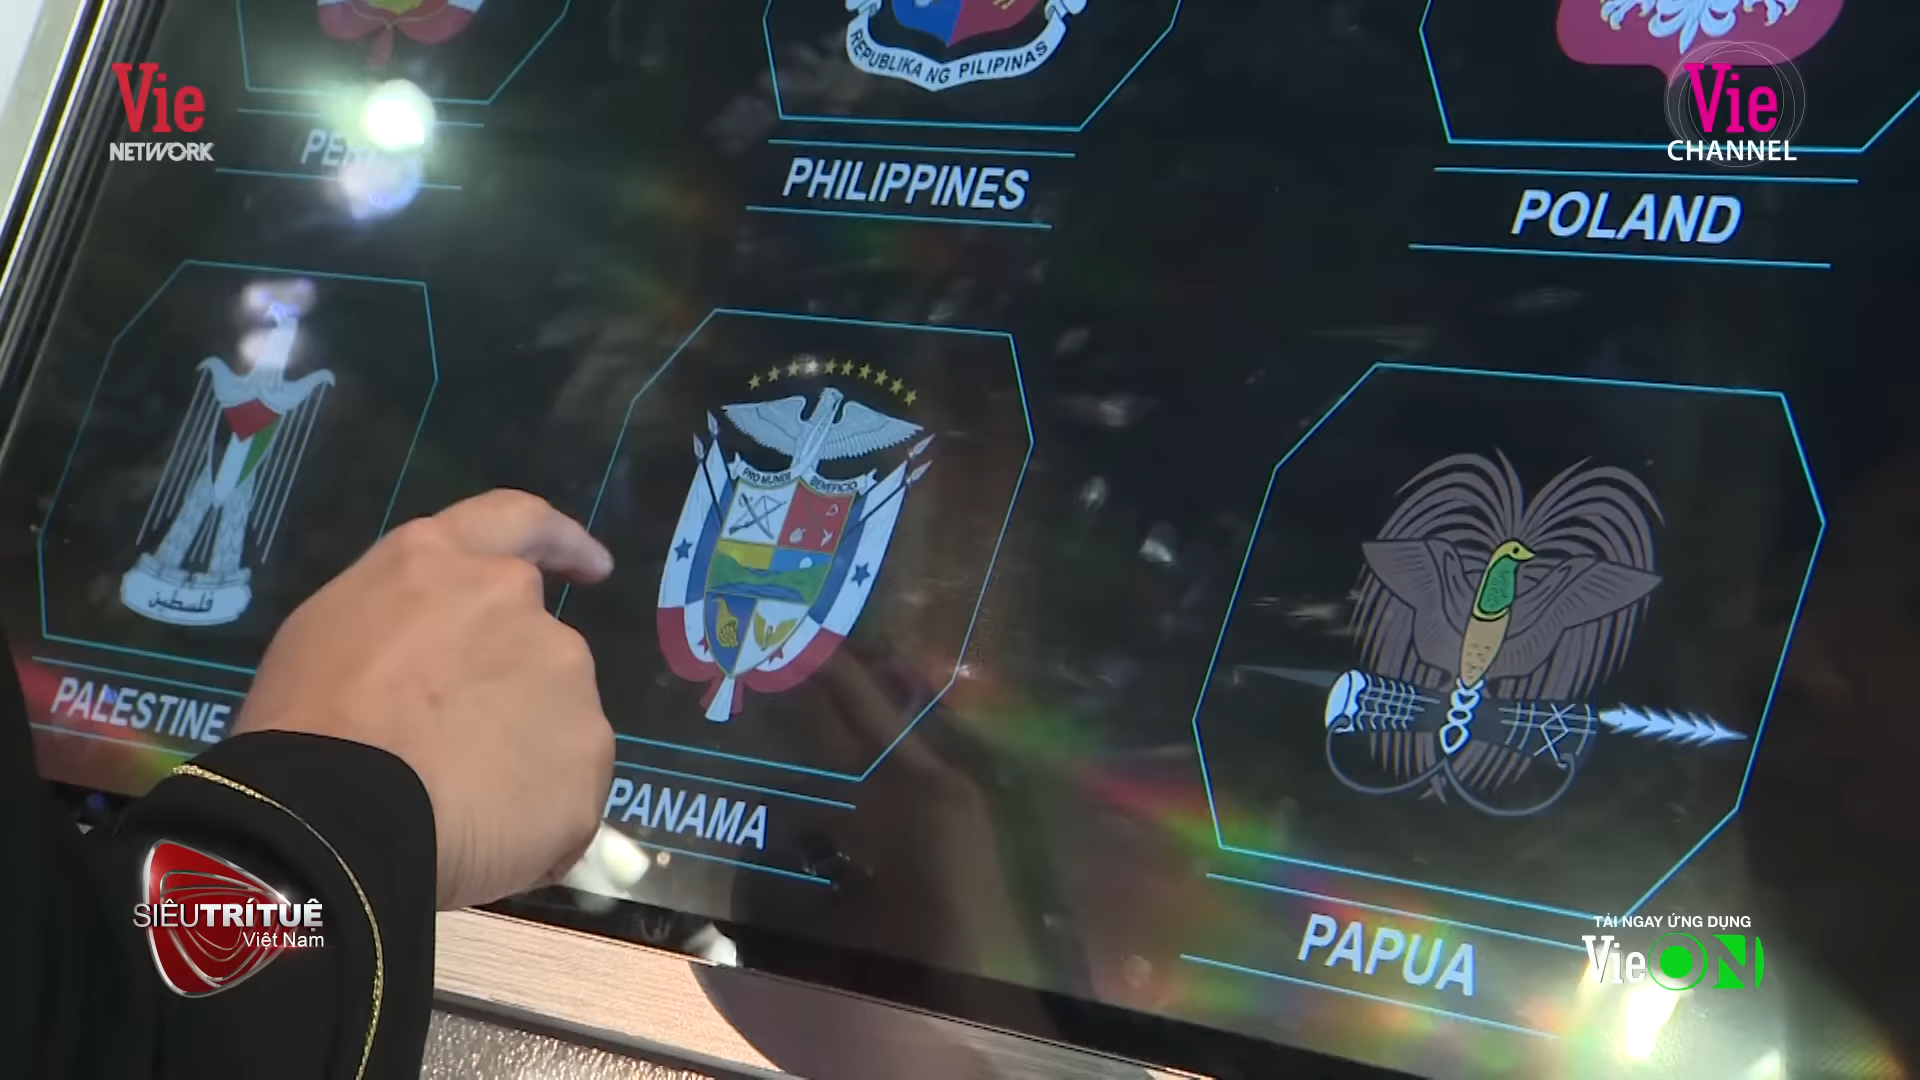 REPUBLIKA NG PILIPINAS
Vie
NETWORK
Vie
CHANNEL
PHILIPPINES
POLAND
PRO MUNDI BENEFICIO
فلسطين
PALESTINE
PANAMA
PAPUA
SIÊUTRÍTUỆ
Việt Nam
TẢI NGAY ỨNG DỤNG
VieON